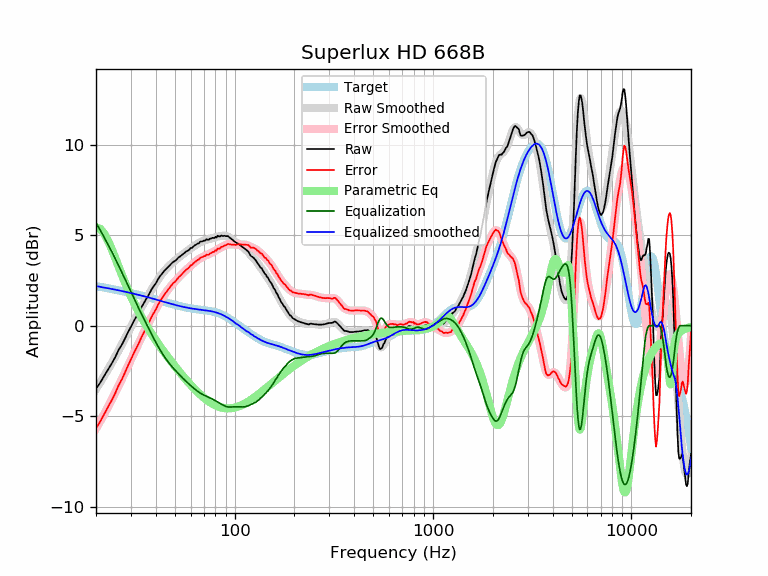 Superlux HD 668B
Target
Raw Smoothed
Error Smoothed
Raw
Error
Parametric Eq
Equalization
Equalized smoothed
10
5
0
−5
−10
Amplitude (dBr)
100
1000
10000
Frequency (Hz)